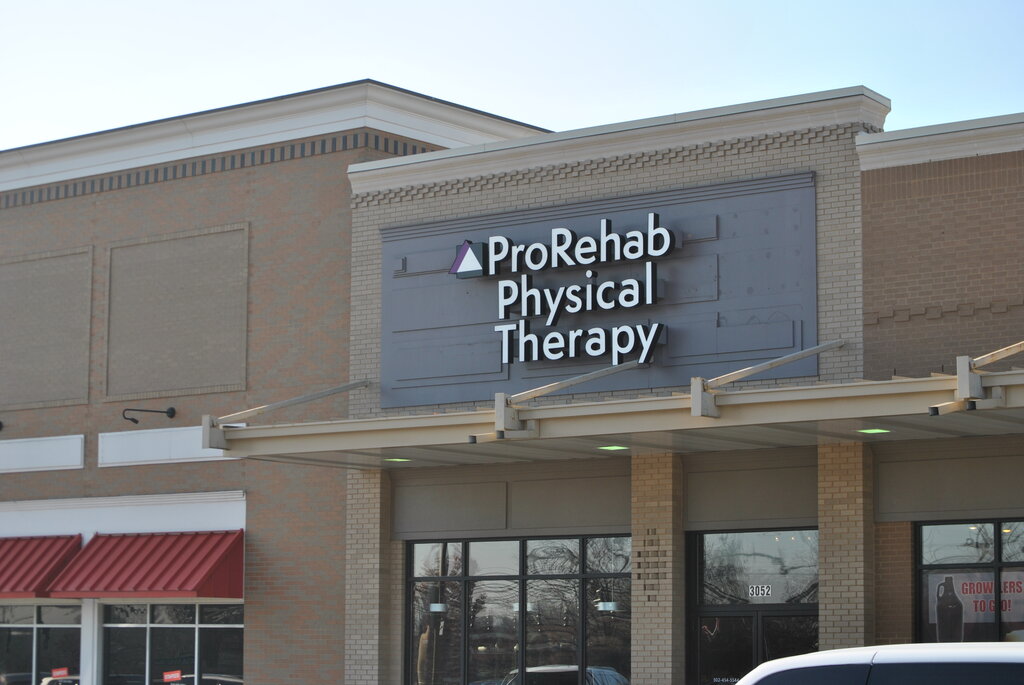 ProRehab
Physical
Therapy
3052
GROWLERS
TO GO!